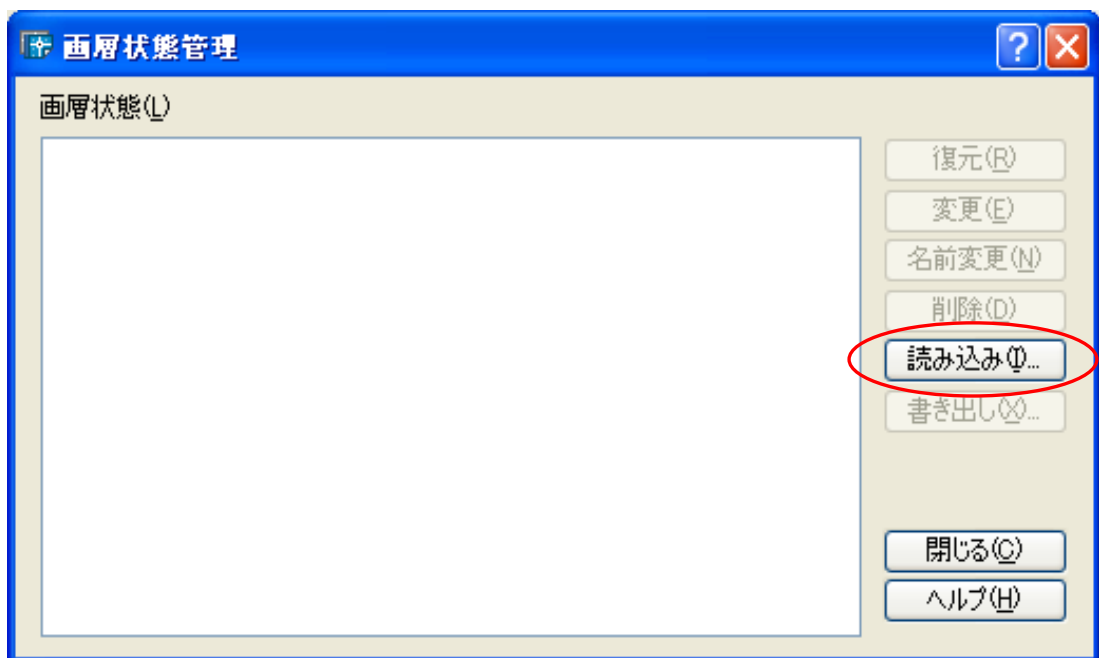 画層状態管理
画層状態(L)
復元(R)
変更(E)
名前変更(N)
削除(D)
読み込み(I)...
書き出し(X)...
閉じる(C)
ヘルプ(H)